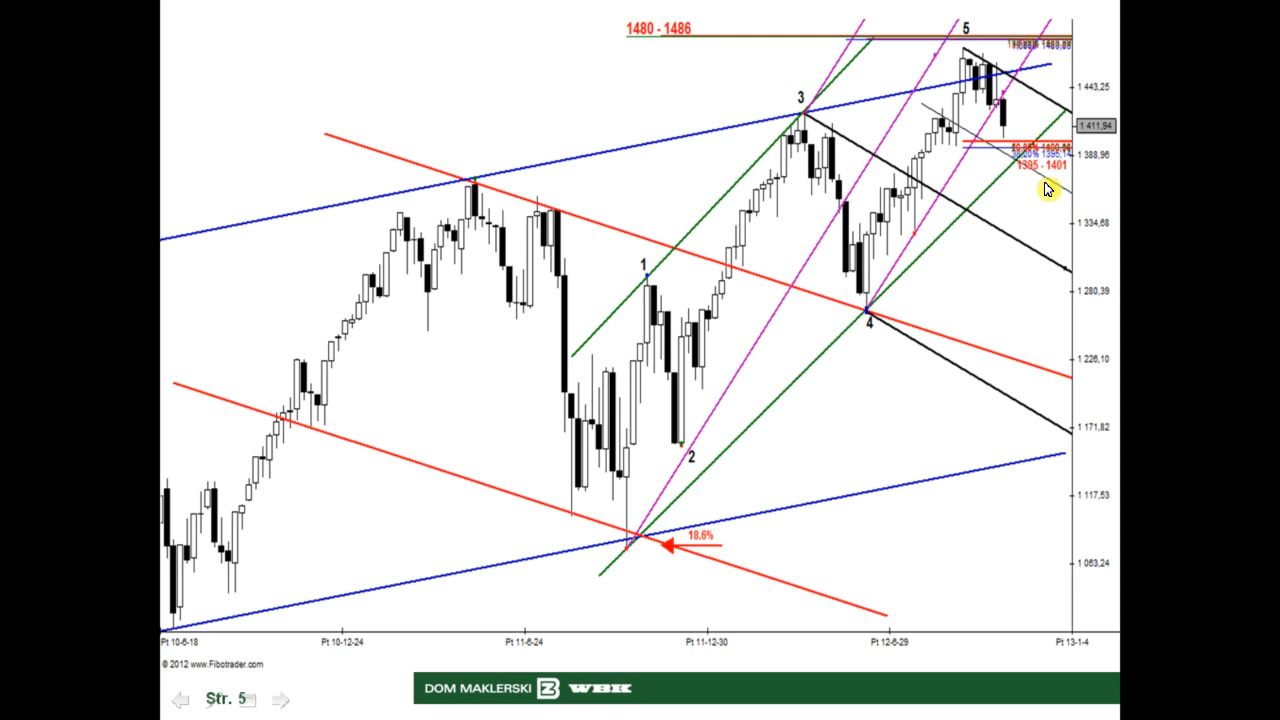 1480 - 1486
5
3
1 443,25
1 411,94
1 388,96
1395 - 1401
1
1 334,68
4
1 280,39
1 226,10
2
1 171,82
1 117,53
18.6%
1 063,24
Pt 10-6-18
Pt 10-12-24
Pt 11-6-24
Pt 11-12-30
Pt 12-6-29
Pt 13-1-4
© 2012 www.Fibotrader.com
Str. 5
DOM MAKLERSKI WBK